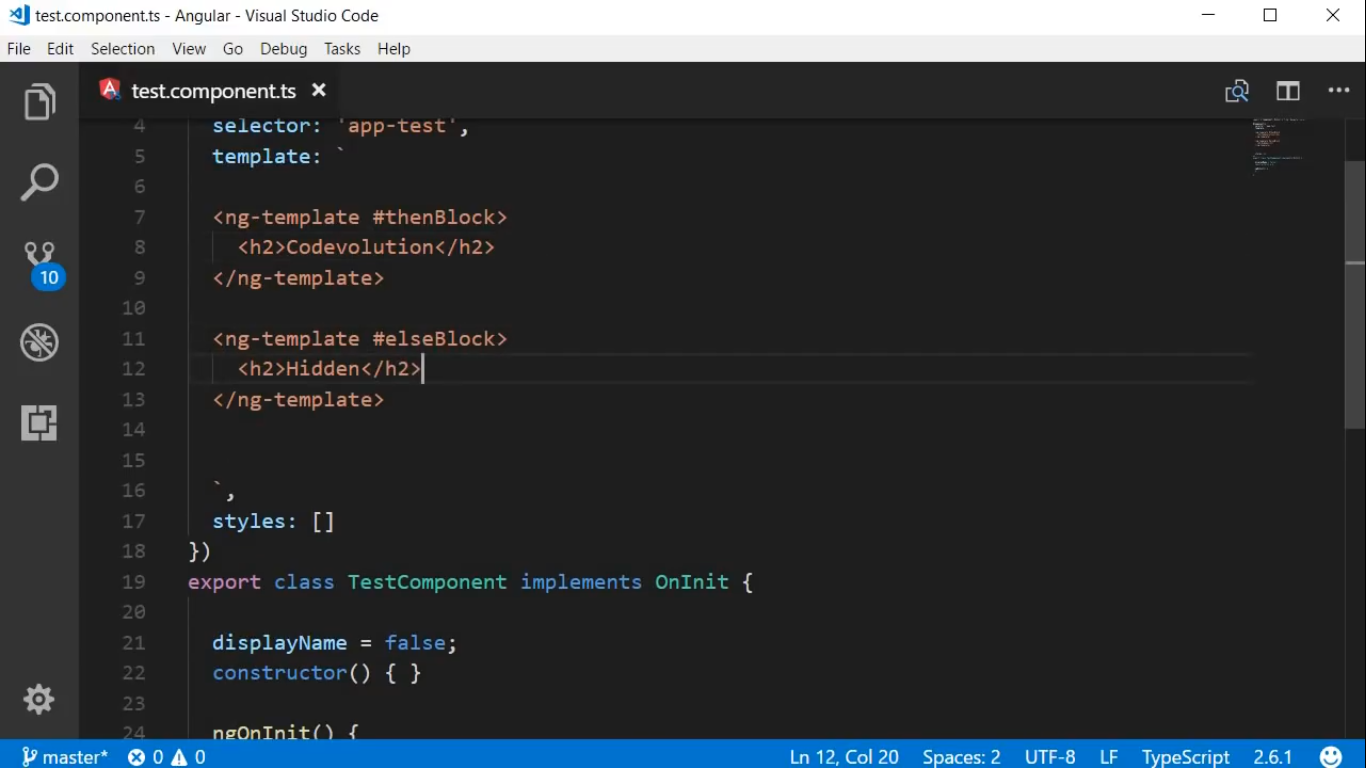 test.component.ts - Angular - Visual Studio Code
File Edit Selection View Go Debug Tasks Help
test.component.ts
4 selector: 'app-test',
5 template: `
6
7 <ng-template #thenBlock>
8 <h2>Codevolution</h2>
9 </ng-template>
10
11 <ng-template #elseBlock>
12 <h2>Hidden</h2>
13 </ng-template>
14
15
16 `,
17 styles: []
18 })
19 export class TestComponent implements OnInit {
20
21 displayName = false;
22 constructor() { }
23
24 ngOnInit() {
10
master* 0 0 Ln 12, Col 20 Spaces: 2 UTF-8 LF TypeScript 2.6.1